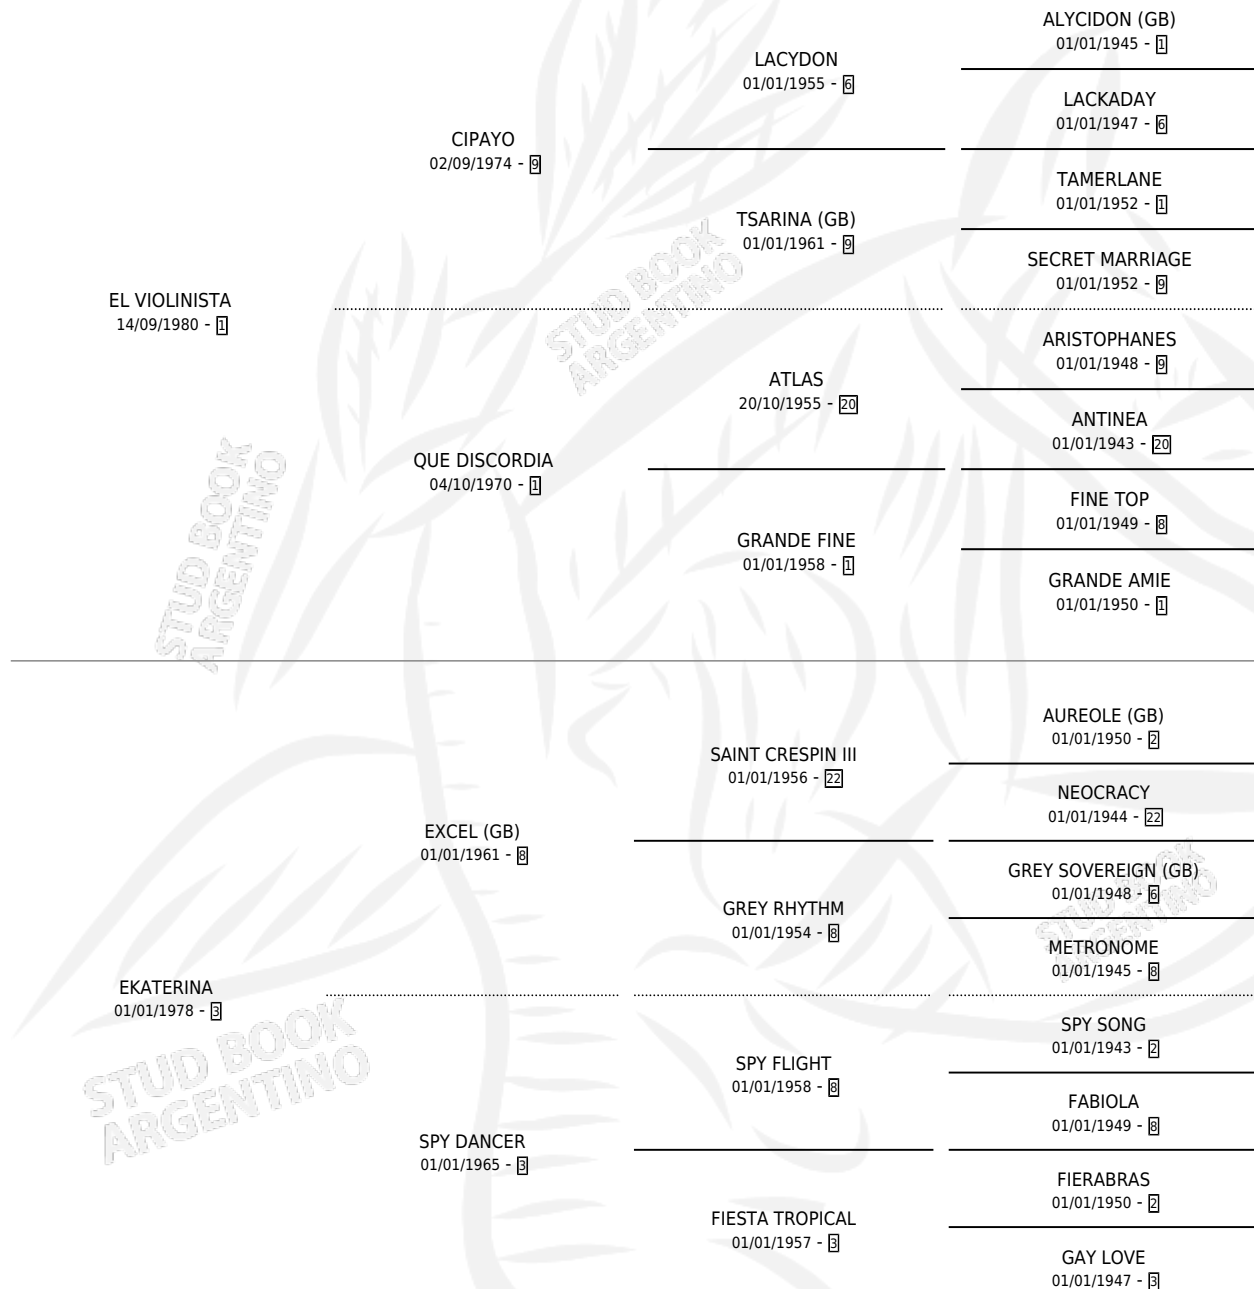 ALYCIDON (GB)
01/01/1945 - 1
LACYDON
01/01/1955 - 6
LACKADAY
01/01/1947 - 6
CIPAYO
02/09/1974 - 9
TAMERLANE
01/01/1952 - 1
TSARINA (GB)
01/01/1961 - 9
SECRET MARRIAGE
01/01/1952 - 9
EL VIOLINISTA
14/09/1980 - 1
ARISTOPHANES
01/01/1948 - 9
ATLAS
20/10/1955 - 20
ANTINEA
01/01/1943 - 20
QUE DISCORDIA
04/10/1970 - 1
FINE TOP
01/01/1949 - 8
GRANDE FINE
01/01/1958 - 1
GRANDE AMIE
01/01/1950 - 1
AUREOLE (GB)
01/01/1950 - 2
SAINT CRESPIN III
01/01/1956 - 22
NEOCRACY
01/01/1944 - 22
EXCEL (GB)
01/01/1961 - 8
GREY SOVEREIGN (GB)
01/01/1948 - 6
GREY RHYTHM
01/01/1954 - 8
METRONOME
01/01/1945 - 8
EKATERINA
01/01/1978 - 3
SPY SONG
01/01/1943 - 2
SPY FLIGHT
01/01/1958 - 8
FABIOLA
01/01/1949 - 8
SPY DANCER
01/01/1965 - 3
FIERABRAS
01/01/1950 - 2
FIESTA TROPICAL
01/01/1957 - 3
GAY LOVE
01/01/1947 - 3
STUD BOOK
ARGENTINO
STUD BOOK
ARGENTINO
STUD BOOK
ARGENTINO
STUD BOOK
ARGENTINO